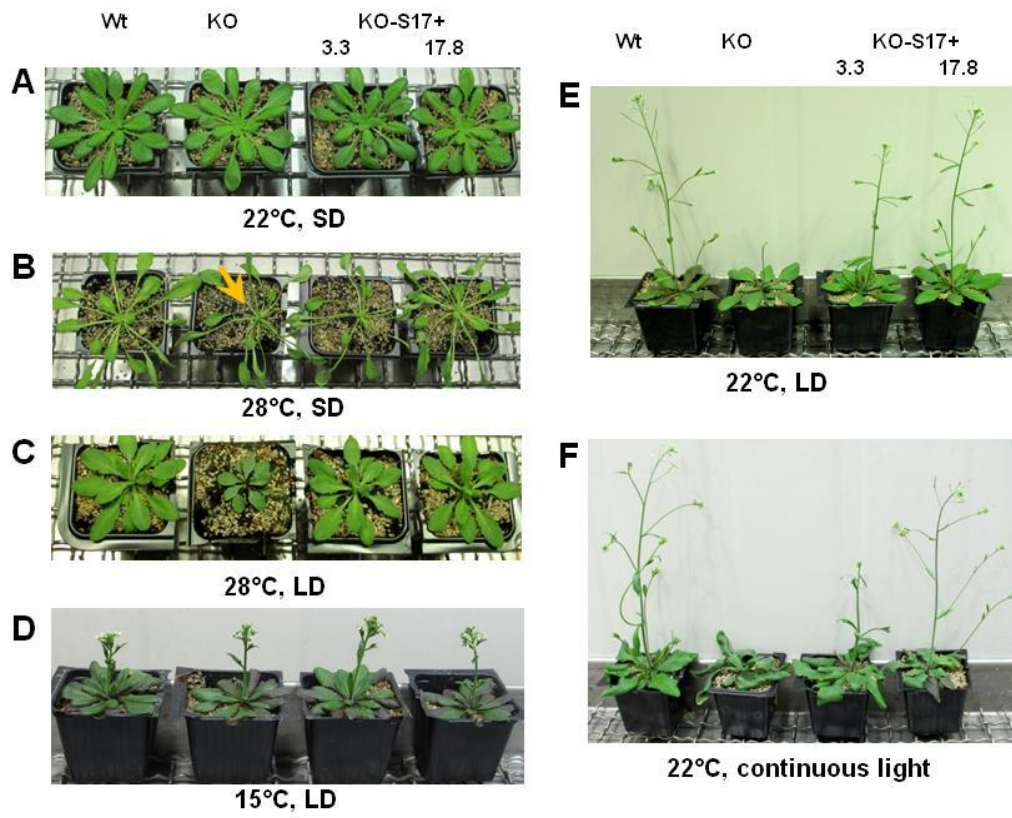 Wt KO KO-S17+
3.3 17.8
A
22°C, SD
B
28°C, SD
C
28°C, LD
D
15°C, LD
Wt KO KO-S17+
3.3 17.8
E
22°C, LD
F
22°C, continuous light